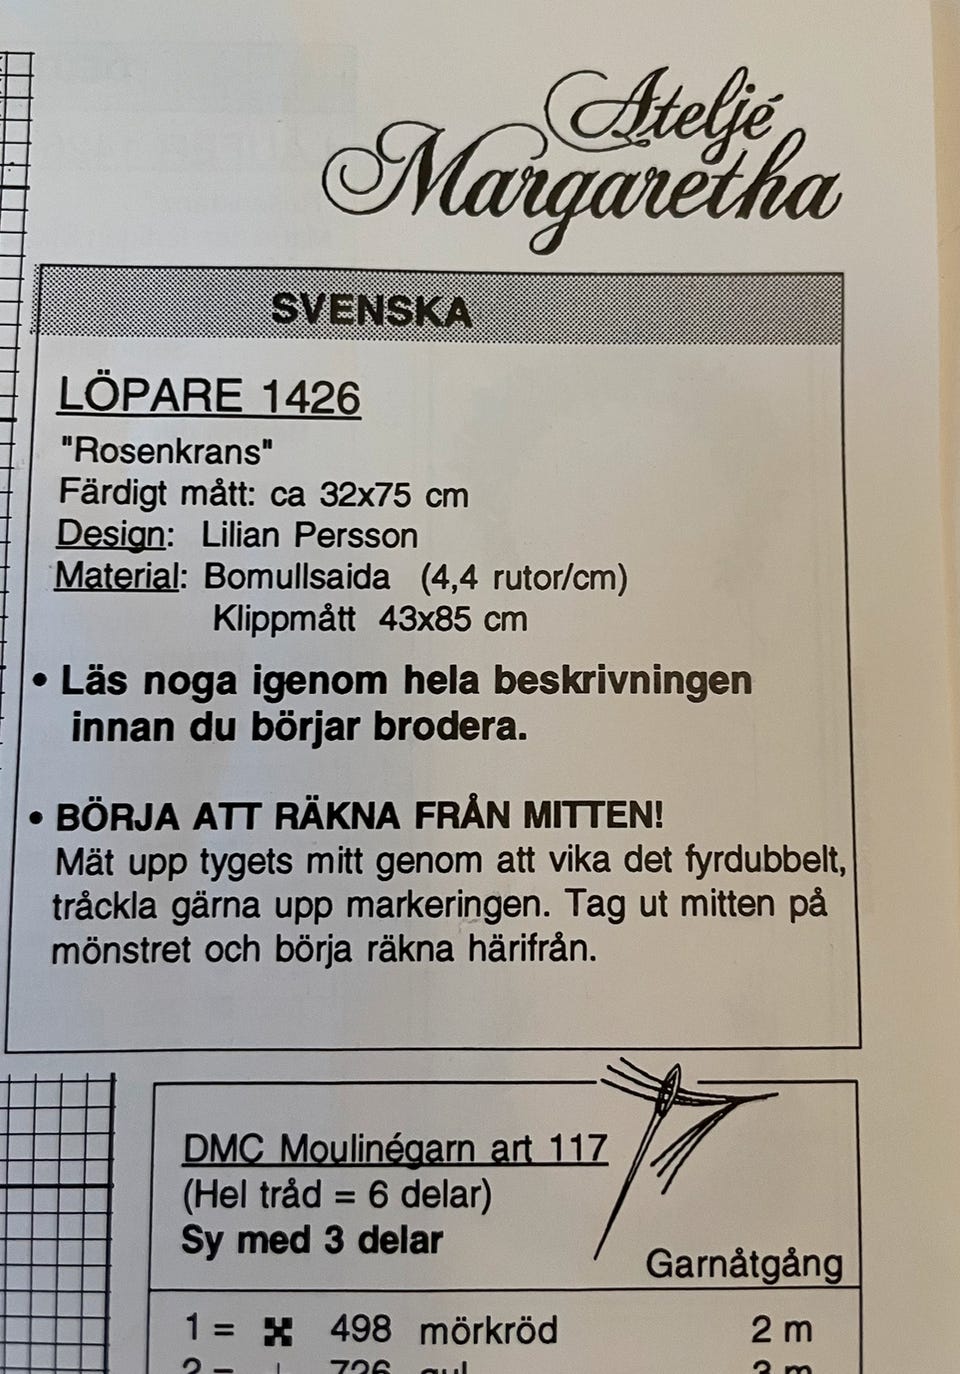 Ateljé
Margaretha
SVENSKA
LÖPARE 1426
"Rosenkrans"
Färdigt mått: ca 32x75 cm
Design: Lilian Persson
Material: Bomullsaida (4,4 rutor/cm)
Klippmått 43x85 cm
• Läs noga igenom hela beskrivningen
innan du börjar brodera.
• BÖRJA ATT RÄKNA FRÅN MITTEN!
Mät upp tygets mitt genom att vika det fyrdubbelt,
tråckla gärna upp markeringen. Tag ut mitten på
mönstret och börja räkna härifrån.
DMC Moulinégarn art 117
(Hel tråd = 6 delar)
Sy med 3 delar
Garnåtgång
1 = 498 mörkröd 2 m
2 = 726 gul 3 m